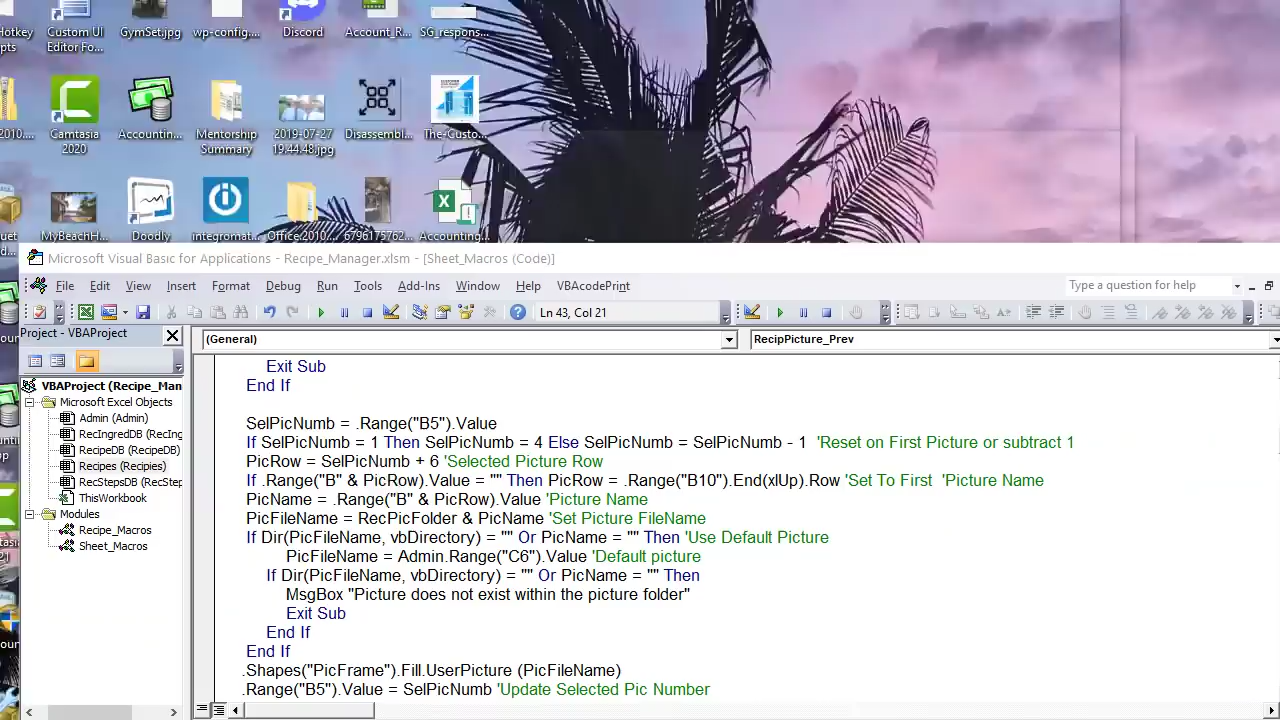 Hotkey
pts
Custom UI
Editor Fo...
GymSet.jpg
wp-config....
Discord
Account_R...
SG_respons...
2010....
Camtasia
2020
Accountin...
Mentorship
Summary
2019-07-27
19.44.48.jpg
Disassembl...
The-Custo...
MyBeachH...
Doodly
integromat...
Office.2010...
6796175762...
Accounting...
Microsoft Visual Basic for Applications - Recipe_Manager.xlsm - [Sheet_Macros (Code)]
File Edit View Insert Format Debug Run Tools Add-Ins Window Help VBAcodePrint Type a question for help
Ln 43, Col 21
Project - VBAProject
(General) RecipPicture_Prev
VBAProject (Recipe_Man
Microsoft Excel Objects
Admin (Admin)
RecIngredDB (RecIng
RecipeDB (RecipeDB)
Recipes (Recipies)
RecStepsDB (RecStep
ThisWorkbook
Modules
Recipe_Macros
Sheet_Macros
Exit Sub
End If
SelPicNumb = .Range("B5").Value
If SelPicNumb = 1 Then SelPicNumb = 4 Else SelPicNumb = SelPicNumb - 1 'Reset on First Picture or subtract 1
PicRow = SelPicNumb + 6 'Selected Picture Row
If .Range("B" & PicRow).Value = "" Then PicRow = .Range("B10").End(xlUp).Row 'Set To First 'Picture Name
PicName = .Range("B" & PicRow).Value 'Picture Name
PicFileName = RecPicFolder & PicName 'Set Picture FileName
If Dir(PicFileName, vbDirectory) = "" Or PicName = "" Then 'Use Default Picture
PicFileName = Admin.Range("C6").Value 'Default picture
If Dir(PicFileName, vbDirectory) = "" Or PicName = "" Then
MsgBox "Picture does not exist within the picture folder"
Exit Sub
End If
End If
.Shapes("PicFrame").Fill.UserPicture (PicFileName)
.Range("B5").Value = SelPicNumb 'Update Selected Pic Number